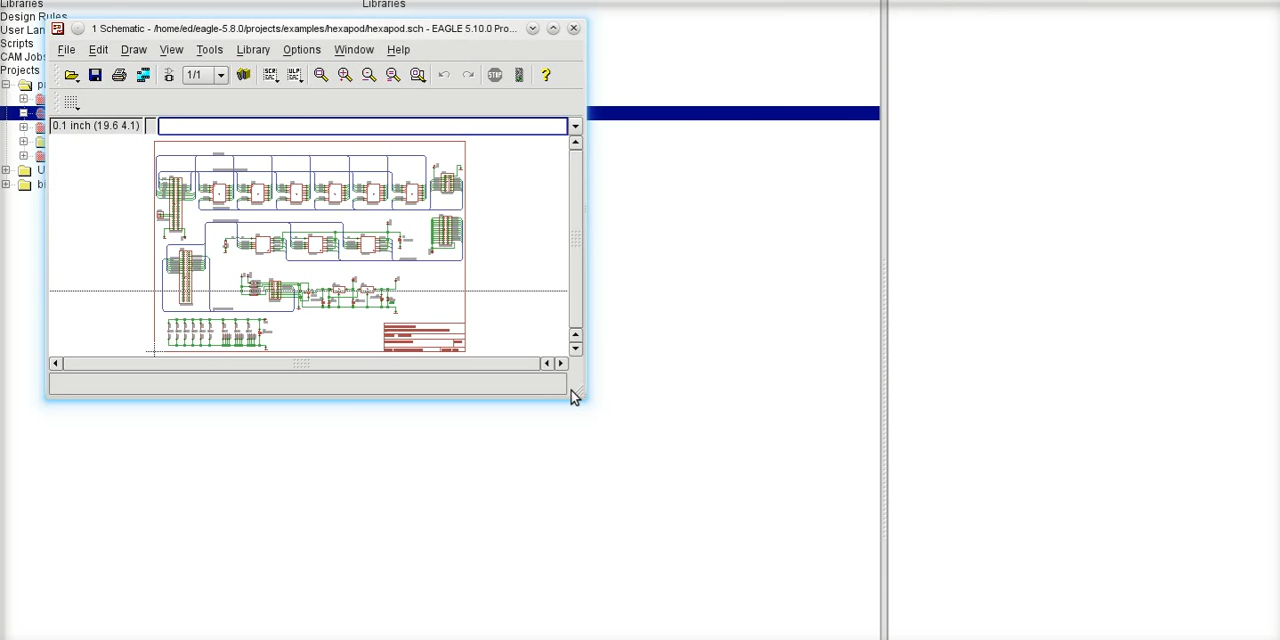 Libraries
Libraries
Design Rules
User Lan
Scripts
CAM Jobs
Projects
1 Schematic - /home/ed/eagle-5.8.0/projects/examples/hexapod/hexapod.sch - EAGLE 5.10.0 Pro...
File Edit Draw View Tools Library Options Window Help
1/1
0.1 inch (19.6 4.1)